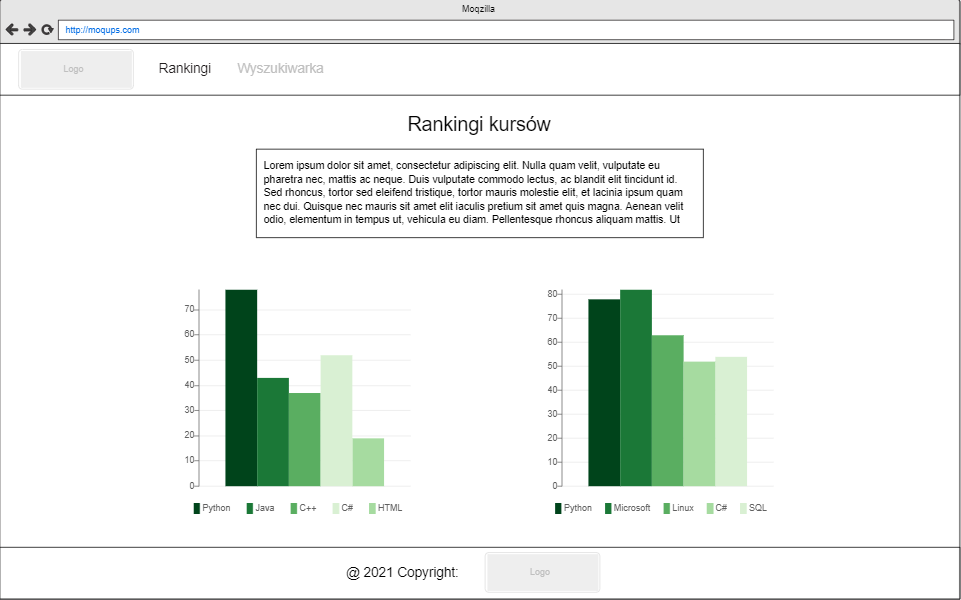 Moqzilla
http://moqups.com
Logo
Rankingi
Wyszukiwarka
Rankingi kursów
Lorem ipsum dolor sit amet, consectetur adipiscing elit. Nulla quam velit, vulputate eu
pharetra nec, mattis ac neque. Duis vulputate commodo lectus, ac blandit elit tincidunt id.
Sed rhoncus, tortor sed eleifend tristique, tortor mauris molestie elit, et lacinia ipsum quam
nec dui. Quisque nec mauris sit amet elit iaculis pretium sit amet quis magna. Aenean velit
odio, elementum in tempus ut, vehicula eu diam. Pellentesque rhoncus aliquam mattis. Ut
70
60
50
40
30
20
10
0
Python Java C++ C# HTML
80
70
60
50
40
30
20
10
0
Python Microsoft Linux C# SQL
@ 2021 Copyright:
Logo